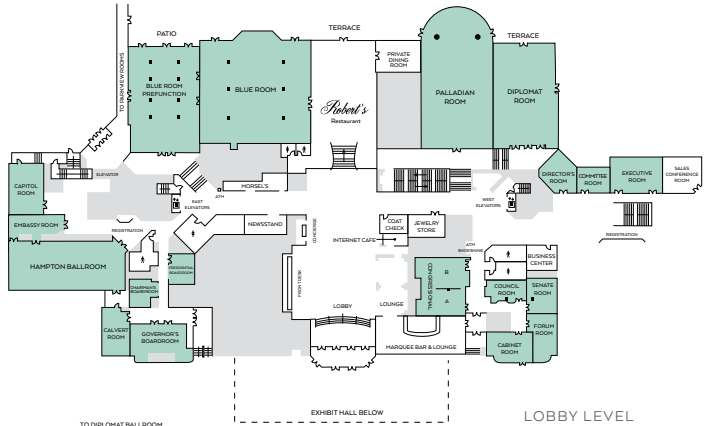 PATIO
TERRACE
TERRACE
TO PARKVIEW ROOMS
BLUE ROOM
PREFUNCTION
BLUE ROOM
PRIVATE
DINING
ROOM
PALLADIAN
ROOM
DIPLOMAT
ROOM
Robert's
Restaurant
ELEVATOR
CAPITOL
ROOM
MORSEL'S
ATM
EAST
ELEVATORS
WEST
ELEVATORS
DIRECTOR'S
ROOM
COMMITTEE
ROOM
EXECUTIVE
ROOM
SALES
CONFERENCE
ROOM
EMBASSY ROOM
REGISTRATION
NEWSSTAND
CONCIERGE
COAT
CHECK
JEWELRY
STORE
INTERNET CAFE
REGISTRATION
ATM
SHOESHINE
BUSINESS
CENTER
HAMPTON BALLROOM
PRESIDENTIAL
BOARDROOM
FRONT DESK
CONGRESSIONAL
B
A
CHAIRMAN'S
BOARDROOM
COUNCIL
ROOM
SENATE
ROOM
LOBBY
LOUNGE
CALVERT
ROOM
GOVERNOR'S
BOARDROOM
FORUM
ROOM
MARQUEE BAR & LOUNGE
CABINET
ROOM
EXHIBIT HALL BELOW
LOBBY LEVEL
TO DIPLOMAT BALLROOM